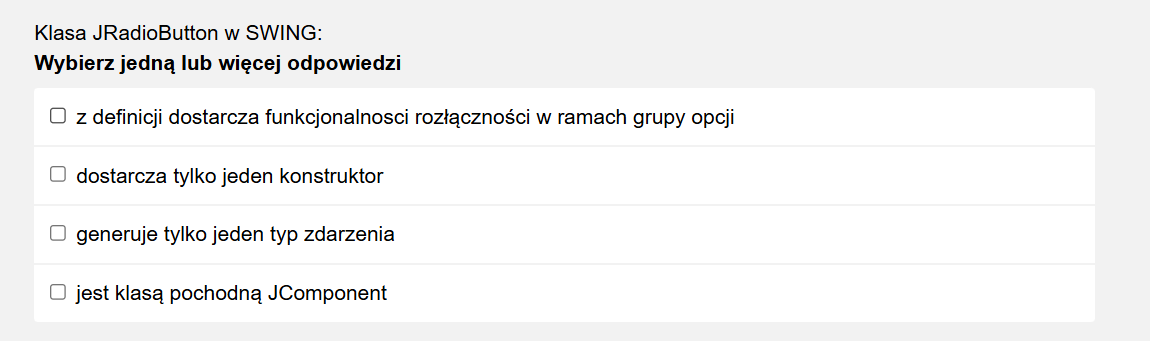 Klasa JRadioButton w SWING:
Wybierz jedną lub więcej odpowiedzi
z definicji dostarcza funkcjonalnosci rozłączności w ramach grupy opcji
dostarcza tylko jeden konstruktor
generuje tylko jeden typ zdarzenia
jest klasą pochodną JComponent